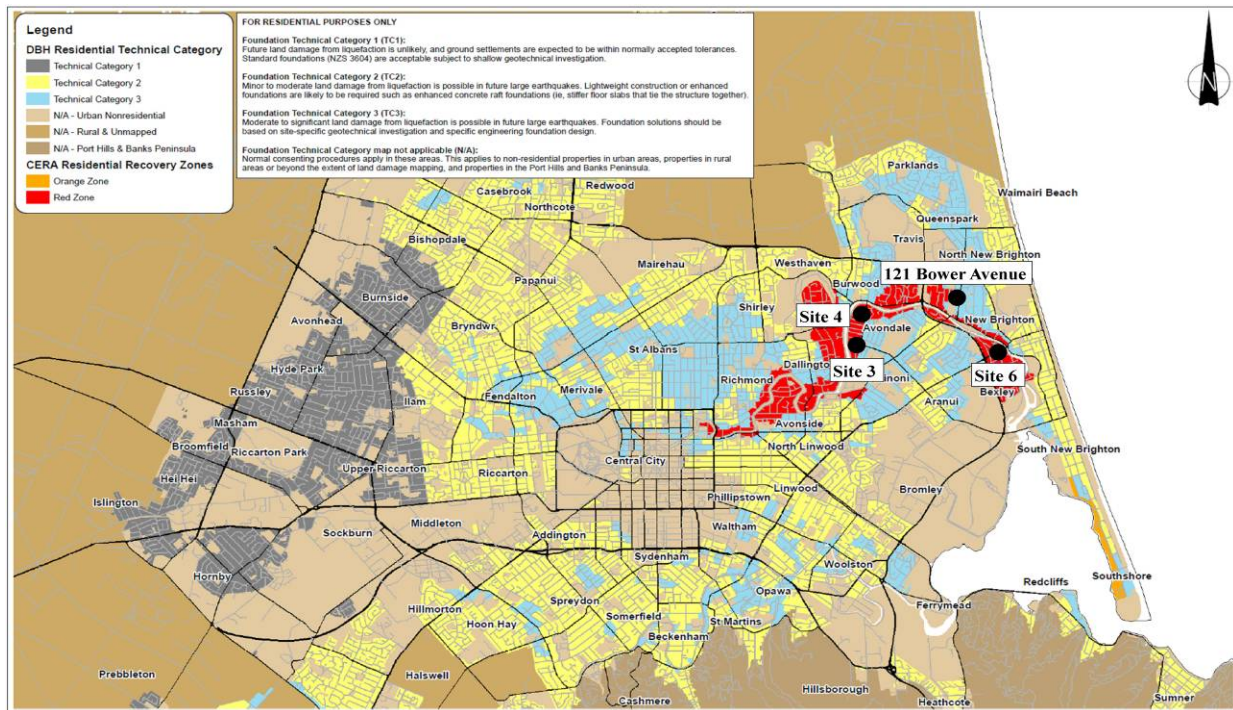 Legend
DBH Residential Technical Category
Technical Category 1
Technical Category 2
Technical Category 3
N/A - Urban Nonresidential
N/A - Rural & Unmapped
N/A - Port Hills & Banks Peninsula
CERA Residential Recovery Zones
Orange Zone
Red Zone
FOR RESIDENTIAL PURPOSES ONLY
Foundation Technical Category 1 (TC1):
Future land damage from liquefaction is unlikely, and ground settlements are expected to be within normally accepted tolerances.
Standard foundations (NZS 3604) are acceptable subject to shallow geotechnical investigation.
Foundation Technical Category 2 (TC2):
Minor to moderate land damage from liquefaction is possible in future large earthquakes. Lightweight construction or enhanced
foundations are likely to be required such as enhanced concrete raft foundations (ie, stiffer floor slabs that tie the structure together).
Foundation Technical Category 3 (TC3):
Moderate to significant land damage from liquefaction is possible in future large earthquakes. Foundation solutions should be
based on site-specific geotechnical investigation and specific engineering foundation design.
Foundation Technical Category map not applicable (N/A):
Normal consenting procedures apply in these areas. This applies to non-residential properties in urban areas, properties in rural
areas or beyond the extent of land damage mapping, and properties in the Port Hills and Banks Peninsula.
N
Parklands
Redwood
Casebrook
Waimairi Beach
Northcote
Queenspark
Bishopdale
Travis
North New Brighton
Mairehau
Westhaven
121 Bower Avenue
Papanui
Burwood
Burnside
Shirley
Site 4
New Brighton
Avonhead
Bryndwr
Avondale
St Albans
Site 3
Dallington
Hyde Park
Richmond
Site 6
Merivale
Russley
Ilam
Fendalton
Bexley
Aranui
Masham
Avonside
Broomfield
Riccarton Park
North Linwood
South New Brighton
Central City
Hei Hei
Upper Riccarton
Riccarton
Linwood
Bromley
Islington
Phillipstown
Middleton
Sockburn
Addington
Waltham
Sydenham
Woolston
Hornby
Redcliffs
Southshore
Opawa
Spreydon
Ferrymead
Hillmorton
Somerfield
Hoon Hay
St Martins
Beckenham
Prebbleton
Halswell
Hillsborough
Cashmere
Heathcote
Sumner